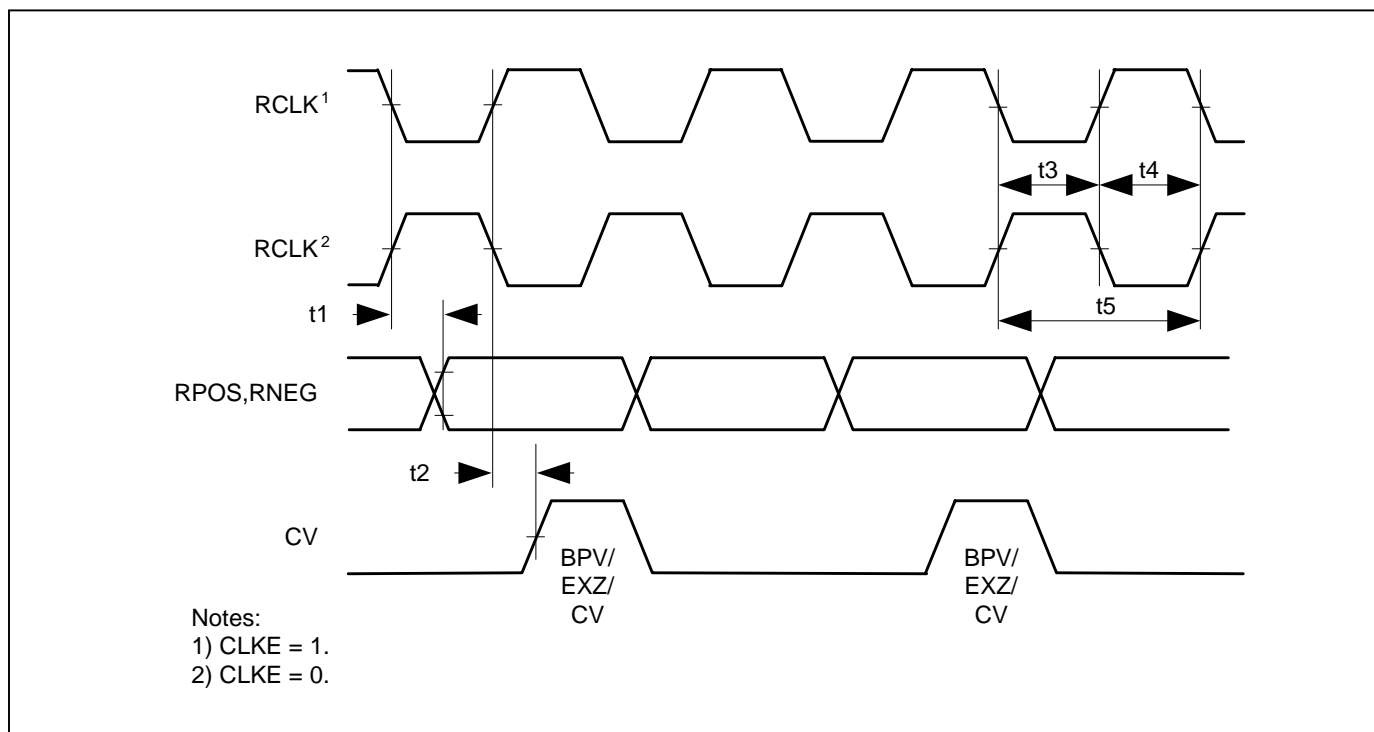 RCLK¹
t3 t4
RCLK²
t1
t5
RPOS,RNEG
t2
CV
BPV/
EXZ/
CV
BPV/
EXZ/
CV
Notes:
1) CLKE = 1.
2) CLKE = 0.